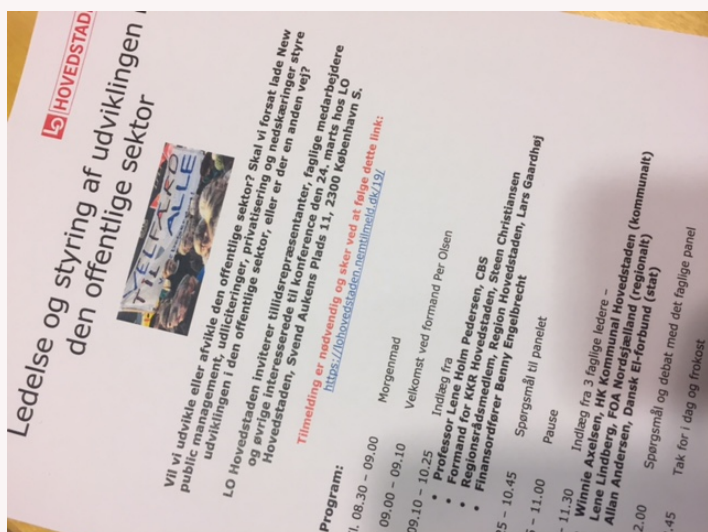 LO HOVEDSTAD
Ledelse og styring af udviklingen i
den offentlige sektor
VELFÆRD
TIL ALLE
Vil vi udvikle eller afvikle den offentlige sektor? Skal vi forsat lade New
public management, udliciteringer, privatisering og nedskæringer styre
udviklingen i den offentlige sektor, eller er der en anden vej?
LO Hovedstaden inviterer tillidsrepræsentanter, faglige medarbejdere
og øvrige interesserede til konference den 24. marts hos LO
Hovedstaden, Svend Aukens Plads 11, 2300 København S.
Tilmelding er nødvendig og sker ved at følge dette link:
https://lohovedstaden.nemtilmeld.dk/19/
Program:
l. 08.30 – 09.00 Morgenmad
09.00 – 09.10 Velkomst ved formand Per Olsen
09.10 – 10.25 Indlæg fra
• Professor Lene Holm Pedersen, CBS
• Formand for KKR Hovedstaden, Steen Christiansen
• Regionsrådsmedlem, Region Hovedstaden, Lars Gaardhøj
• Finansordfører Benny Engelbrecht
5 – 10.45 Spørgsmål til panelet
– 11.00 Pause
11.30 Indlæg fra 3 faglige ledere –
Winnie Axelsen, HK Kommunal Hovedstaden (kommunalt)
Lene Lindberg, FOA Nordsjælland (regionalt)
Allan Andersen, Dansk El-forbund (stat)
2.00 Spørgsmål og debat med det faglige panel
.45 Tak for i dag og frokost